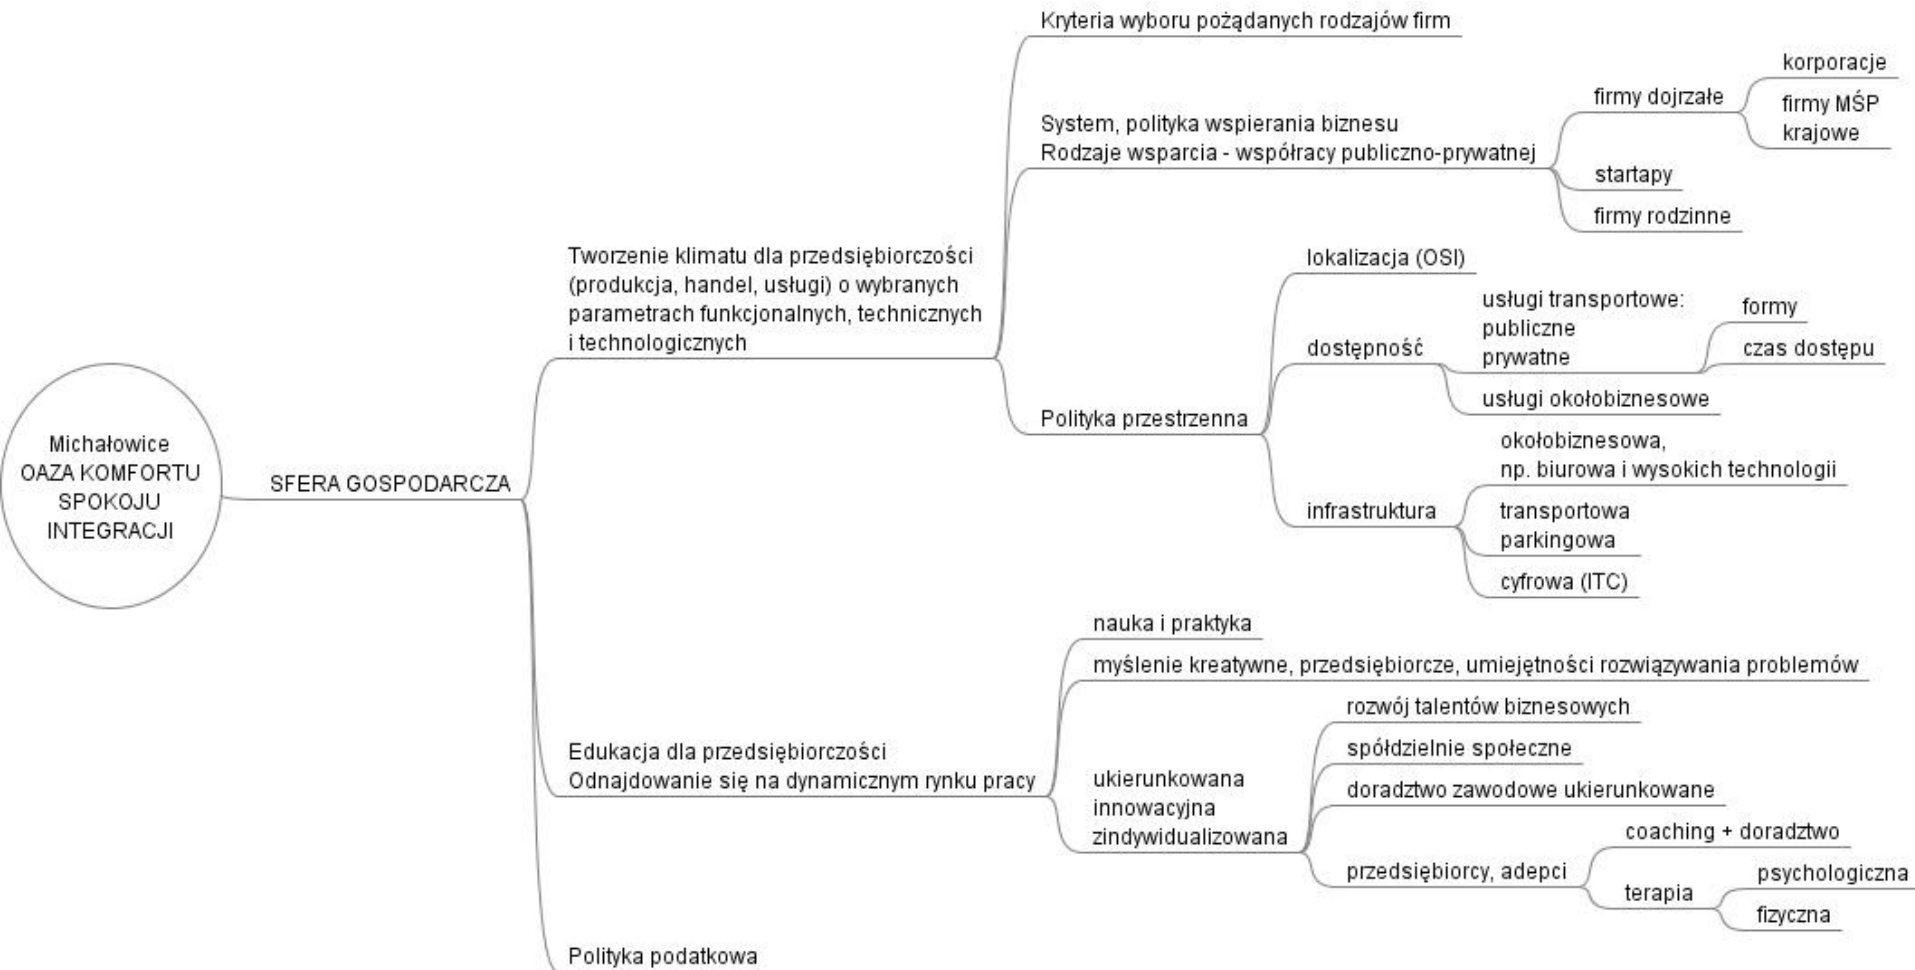 Michałowice
OAZA KOMFORTU
SPOKOJU
INTEGRACJI
SFERA GOSPODARCZA
Tworzenie klimatu dla przedsiębiorczości
(produkcja, handel, usługi) o wybranych
parametrach funkcjonalnych, technicznych
i technologicznych
Kryteria wyboru pożądanych rodzajów firm
System, polityka wspierania biznesu
Rodzaje wsparcia - współracy publiczno-prywatnej
firmy dojrzałe
korporacje
firmy MŚP
krajowe
startapy
firmy rodzinne
Polityka przestrzenna
lokalizacja (OSI)
dostępność
usługi transportowe:
publiczne
prywatne
formy
czas dostępu
usługi okołobiznesowe
infrastruktura
okołobiznesowa,
np. biurowa i wysokich technologii
transportowa
parkingowa
cyfrowa (ITC)
Edukacja dla przedsiębiorczości
Odnajdowanie się na dynamicznym rynku pracy
nauka i praktyka
myślenie kreatywne, przedsiębiorcze, umiejętności rozwiązywania problemów
ukierunkowana
innowacyjna
zindywidualizowana
rozwój talentów biznesowych
spółdzielnie społeczne
doradztwo zawodowe ukierunkowane
przedsiębiorcy, adepci
coaching + doradztwo
terapia
psychologiczna
fizyczna
Polityka podatkowa